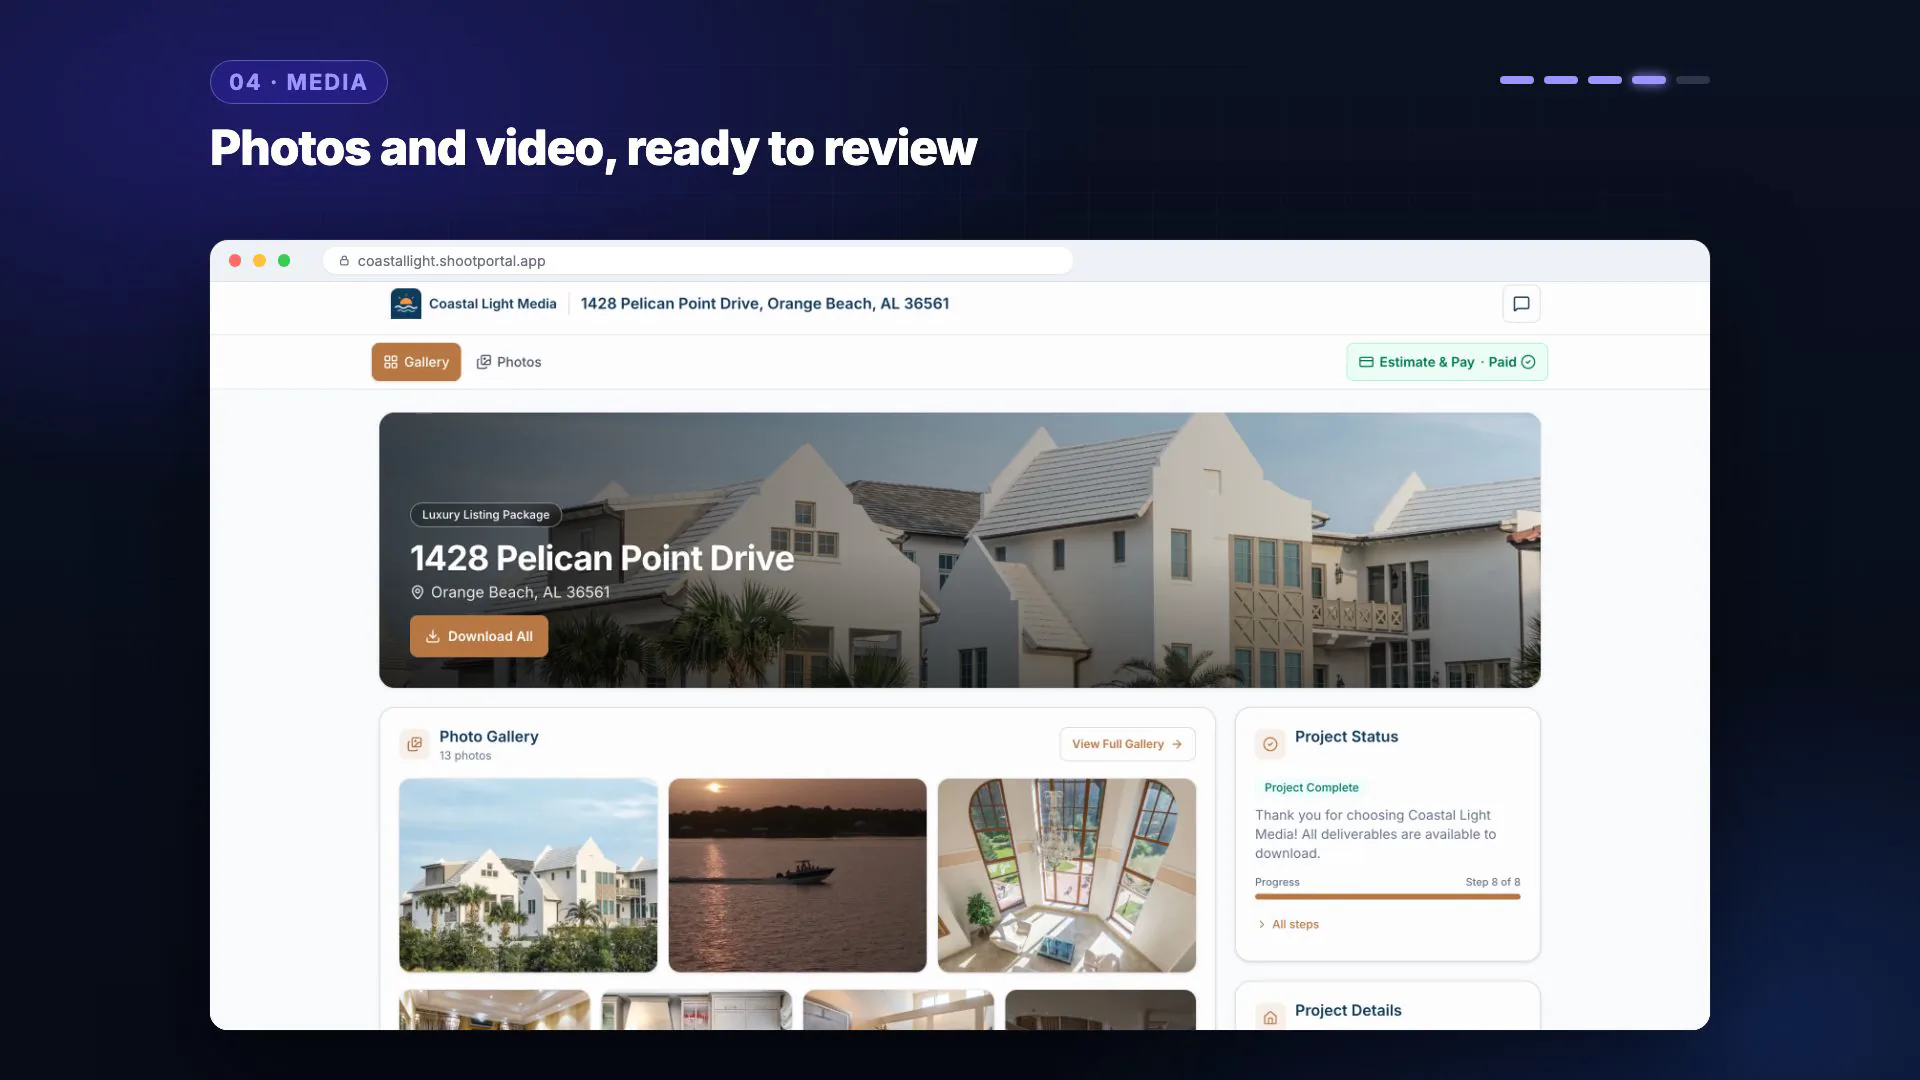 04 · MEDIA
Photos and video, ready to review
coastallight.shootportal.app
Coastal Light Media
1428 Pelican Point Drive, Orange Beach, AL 36561
Gallery
Photos
Estimate & Pay · Paid
Luxury Listing Package
1428 Pelican Point Drive
Orange Beach, AL 36561
Download All
Photo Gallery
13 photos
View Full Gallery
Project Status
Project Complete
Thank you for choosing Coastal Light
Media! All deliverables are available to
download.
Progress
Step 8 of 8
All steps
Project Details